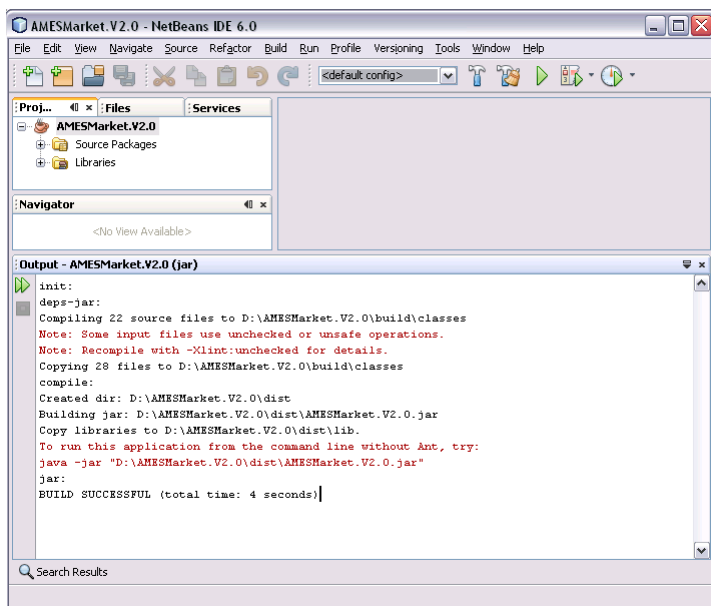 AMESMarket.V2.0 - NetBeans IDE 6.0
File Edit View Navigate Source Refactor Build Run Profile Versioning Tools Window Help
<default config>
Proj... Files Services
AMESMarket.V2.0
Source Packages
Libraries
Navigator
<No View Available>
Output - AMESMarket.V2.0 (jar)
init:
deps-jar:
Compiling 22 source files to D:\AMESMarket.V2.0\build\classes
Note: Some input files use unchecked or unsafe operations.
Note: Recompile with -Xlint:unchecked for details.
Copying 28 files to D:\AMESMarket.V2.0\build\classes
compile:
Created dir: D:\AMESMarket.V2.0\dist
Building jar: D:\AMESMarket.V2.0\dist\AMESMarket.V2.0.jar
Copy libraries to D:\AMESMarket.V2.0\dist\lib.
To run this application from the command line without Ant, try:
java -jar "D:\AMESMarket.V2.0\dist\AMESMarket.V2.0.jar"
jar:
BUILD SUCCESSFUL (total time: 4 seconds)
Search Results